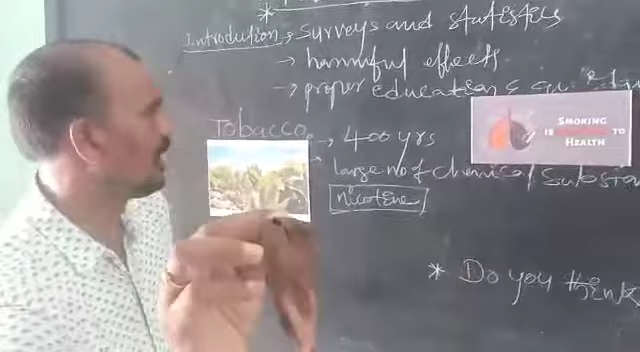 * 
Introduction → Surveys and statistics
→ harmful effects
→ proper education &
Tobacco → 400 yrs
→ large no of chemical Substa
nicotine
SMOKING
IS TO
HEALTH
* Do you think